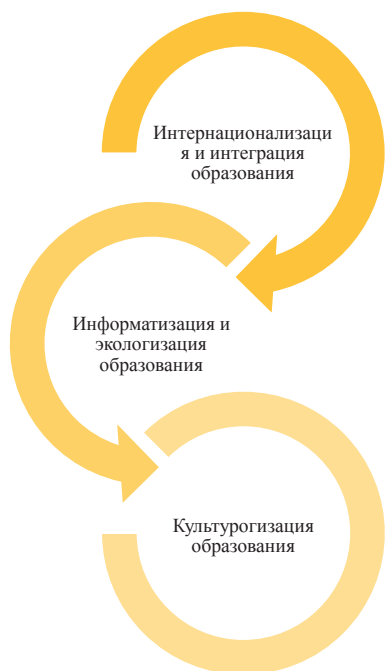 Интернационализаци
я и интеграция
образования
Информатизация и
экологизация
образования
Культурогизация
образования